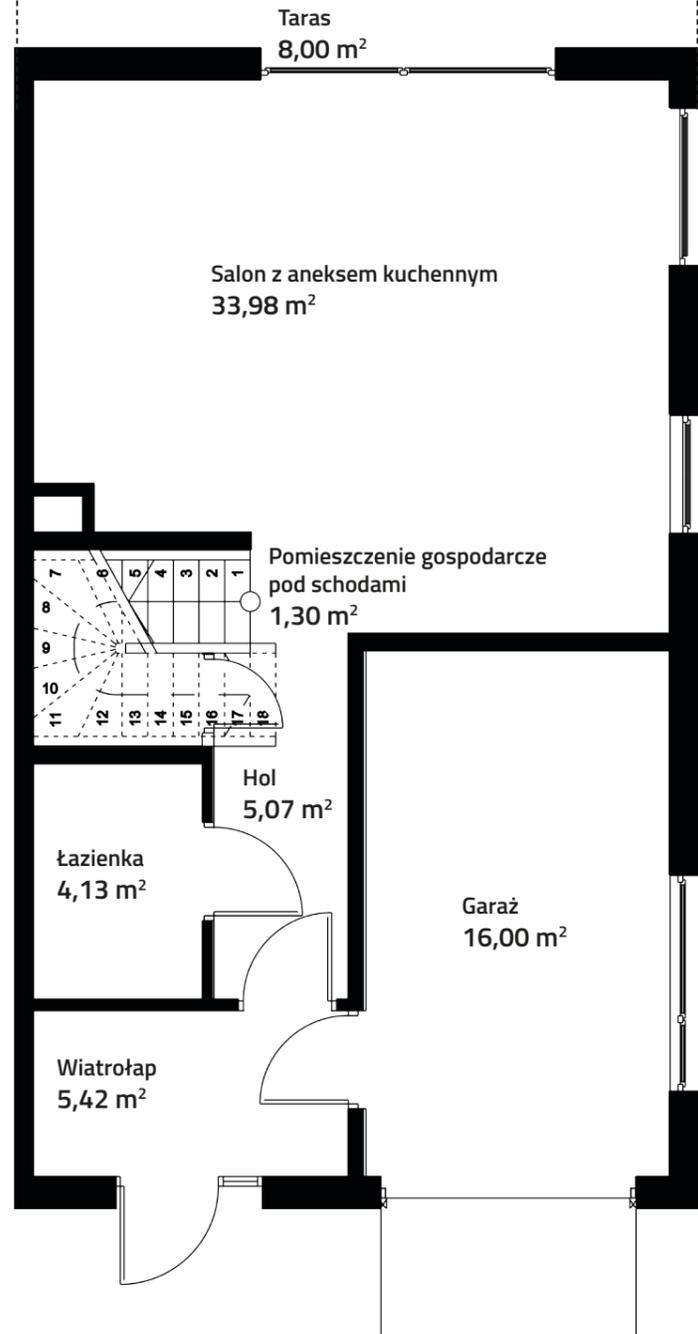 Taras
8,00 m²
Salon z aneksem kuchennym
33,98 m²
Pomieszczenie gospodarcze
pod schodami
1,30 m²
7
6
5
4
3
2
1
8
9
10
11
12
13
14
15
16
17
18
Hol
5,07 m²
Łazienka
4,13 m²
Garaż
16,00 m²
Wiatrołap
5,42 m²